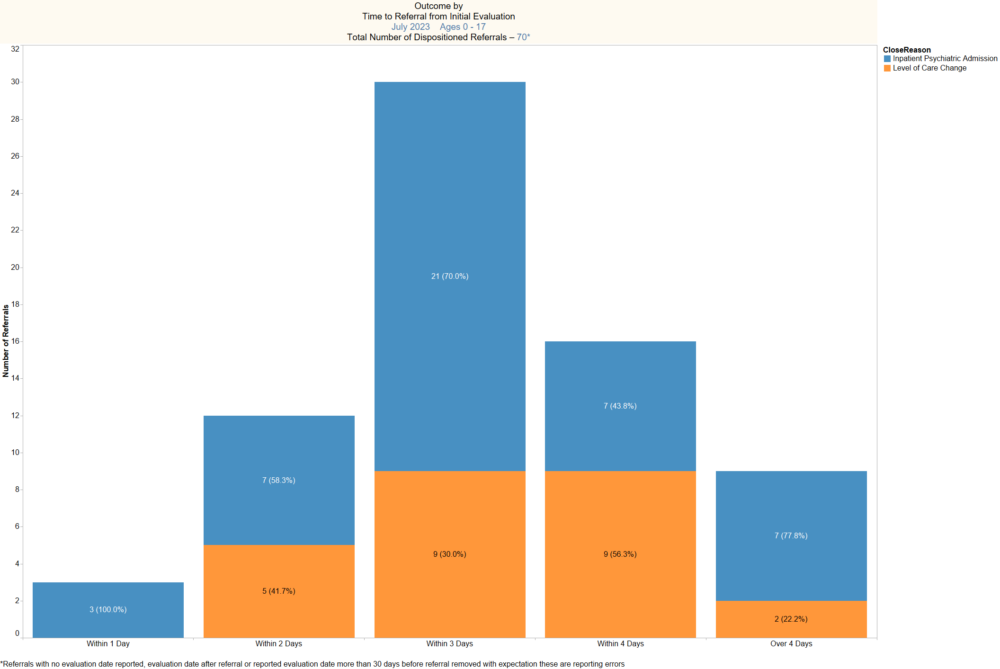 Outcome by
Time to Referral from Initial Evaluation
July 2023 Ages 0 - 17
Total Number of Dispositioned Referrals – 70*
CloseReason
Inpatient Psychiatric Admission
Level of Care Change
Number of Referrals
32
30
28
26
24
22
20
18
16
14
12
10
8
6
4
2
0
3 (100.0%)
7 (58.3%)
5 (41.7%)
21 (70.0%)
9 (30.0%)
7 (43.8%)
9 (56.3%)
7 (77.8%)
2 (22.2%)
Within 1 Day
Within 2 Days
Within 3 Days
Within 4 Days
Over 4 Days
*Referrals with no evaluation date reported, evaluation date after referral or reported evaluation date more than 30 days before referral removed with expectation these are reporting errors